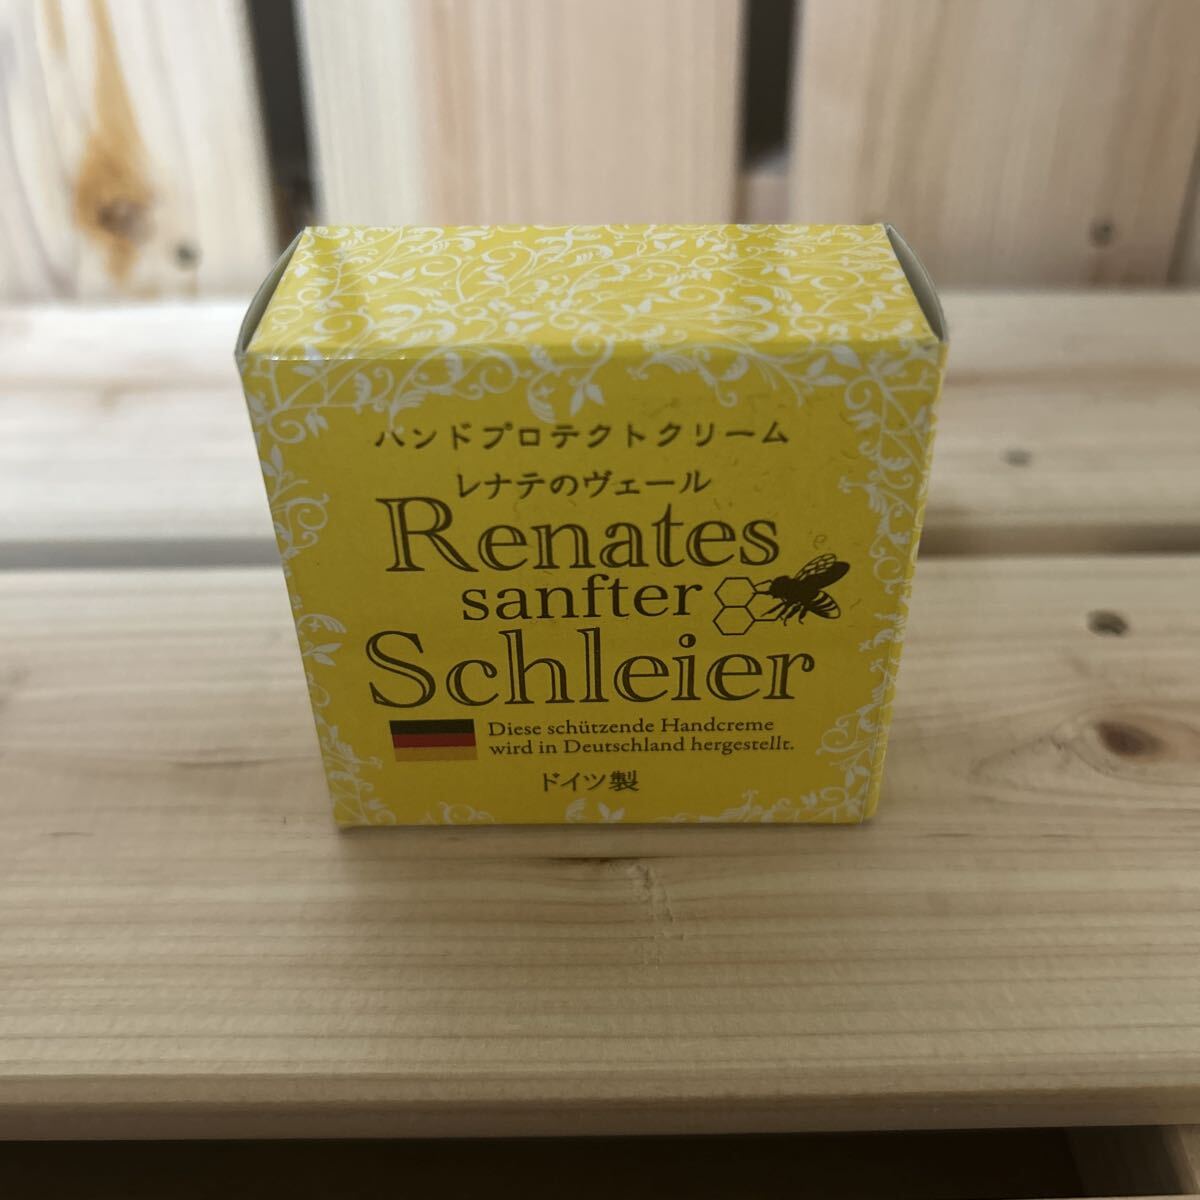 ハンドプロテクトクリーム
レナテのヴェール
Renates
sanfter
Schleier
Diese schützende Handcreme
wird in Deutschland hergestellt.
ドイツ製